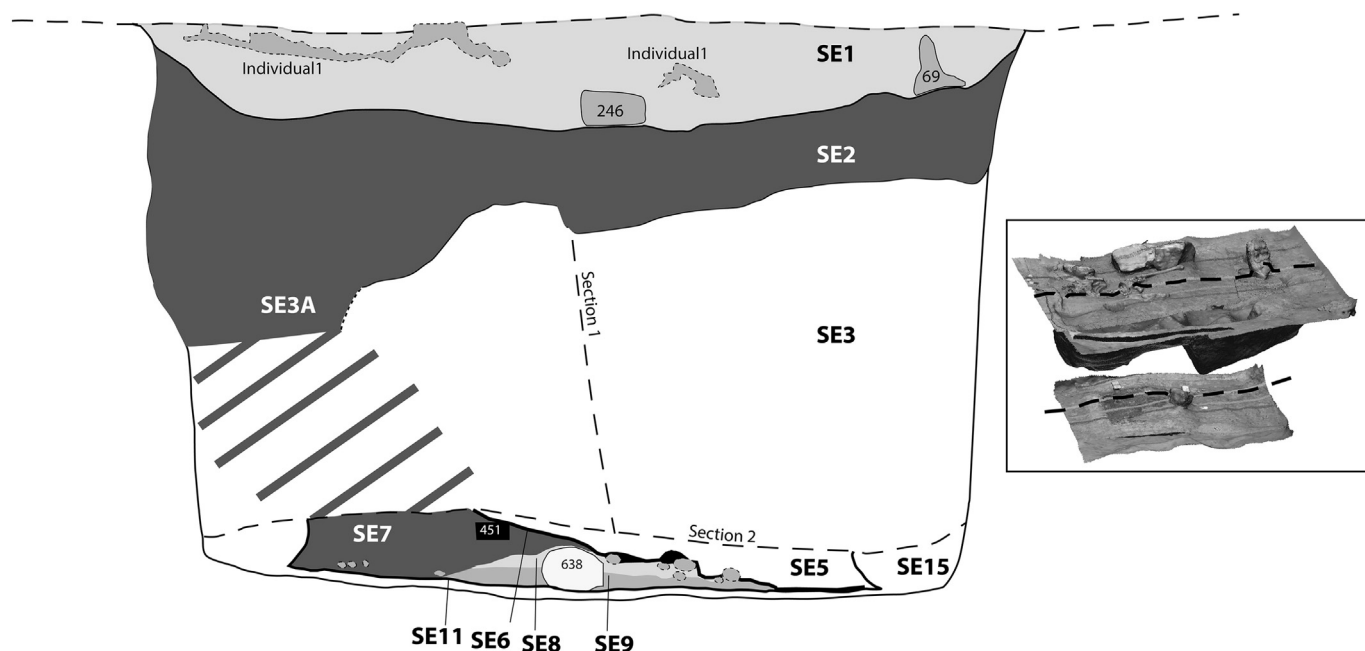 Individual1
Individual1
SE1
69
246
SE2
SE3A
Section 1
SE3
SE7
451
Section 2
638
SE5
SE15
SE11
SE6
SE8
SE9